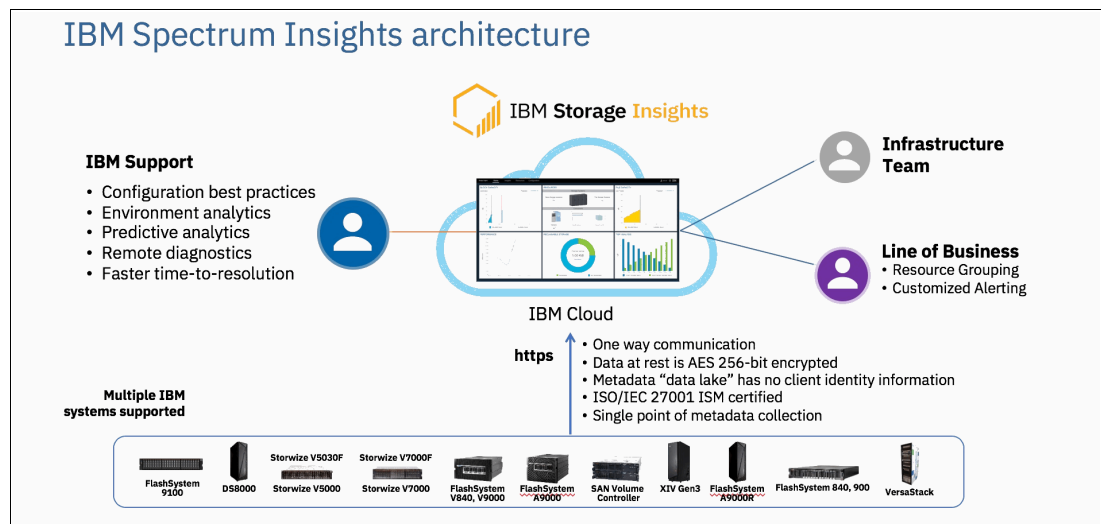 IBM Spectrum Insights architecture
IBM Storage Insights
IBM Support
• Configuration best practices
• Environment analytics
• Predictive analytics
• Remote diagnostics
• Faster time-to-resolution
Infrastructure
Team
Line of Business
• Resource Grouping
• Customized Alerting
IBM Cloud
https
• One way communication
• Data at rest is AES 256-bit encrypted
• Metadata “data lake” has no client identity information
• ISO/IEC 27001 ISM certified
• Single point of metadata collection
Multiple IBM
systems supported
FlashSystem
9100
DS8000
Storwize V5030F
Storwize V5000
Storwize V7000F
Storwize V7000
FlashSystem
V840, V9000
FlashSystem
A9000
SAN Volume
Controller
XIV Gen3
FlashSystem
A9000R
FlashSystem 840, 900
VersaStack